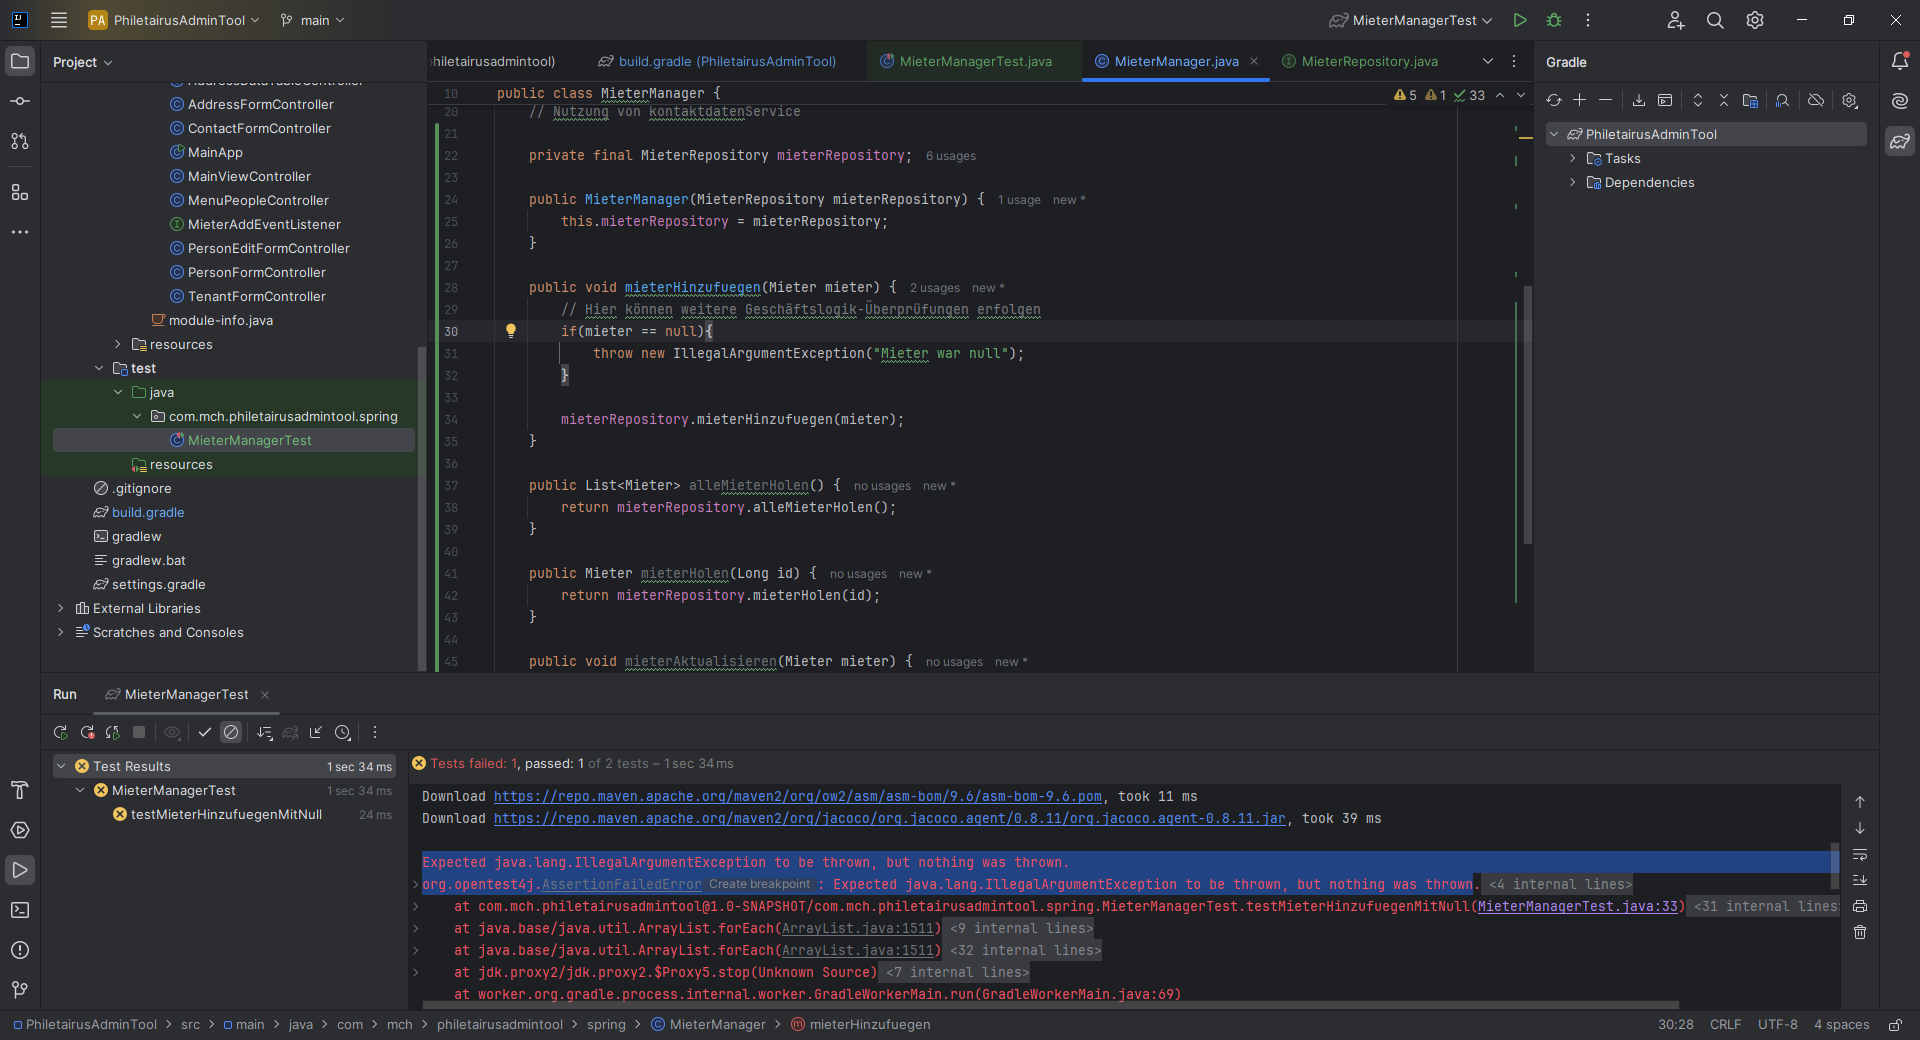 PA PhiletairusAdminTool main MieterManagerTest
Project
AddressFormController
ContactFormController
MainApp
MainViewController
MenuPeopleController
MieterAddEventListener
PersonEditFormController
PersonFormController
TenantFormController
module-info.java
resources
test
java
com.mch.philetairusadmintool.spring
MieterManagerTest
resources
.gitignore
build.gradle
gradlew
gradlew.bat
settings.gradle
External Libraries
Scratches and Consoles
philetairusadmintool) build.gradle (PhiletairusAdminTool) MieterManagerTest.java MieterManager.java MieterRepository.java
5 1 33
10 public class MieterManager {
20 // Nutzung von kontaktdatenService
21
22 private final MieterRepository mieterRepository; 6 usages
23
24 public MieterManager(MieterRepository mieterRepository) { 1 usage new *
25 this.mieterRepository = mieterRepository;
26 }
27
28 public void mieterHinzufuegen(Mieter mieter) { 2 usages new *
29 // Hier können weitere Geschäftslogik-Überprüfungen erfolgen
30 if(mieter == null){
31 throw new IllegalArgumentException("Mieter war null");
32 }
33
34 mieterRepository.mieterHinzufuegen(mieter);
35 }
36
37 public List<Mieter> alleMieterHolen() { no usages new *
38 return mieterRepository.alleMieterHolen();
39 }
40
41 public Mieter mieterHolen(Long id) { no usages new *
42 return mieterRepository.mieterHolen(id);
43 }
44
45 public void mieterAktualisieren(Mieter mieter) { no usages new *
Gradle
PhiletairusAdminTool
Tasks
Dependencies
Run MieterManagerTest
Test Results 1 sec 34 ms
MieterManagerTest 1 sec 34 ms
testMieterHinzufuegenMitNull 24 ms
Tests failed: 1, passed: 1 of 2 tests – 1 sec 34 ms
Download https://repo.maven.apache.org/maven2/org/ow2/asm/asm-bom/9.6/asm-bom-9.6.pom, took 11 ms
Download https://repo.maven.apache.org/maven2/org/jacoco/org.jacoco.agent/0.8.11/org.jacoco.agent-0.8.11.jar, took 39 ms
Expected java.lang.IllegalArgumentException to be thrown, but nothing was thrown.
org.opentest4j.AssertionFailedError Create breakpoint : Expected java.lang.IllegalArgumentException to be thrown, but nothing was thrown. <4 internal lines>
at com.mch.philetairusadmintool@1.0-SNAPSHOT/com.mch.philetairusadmintool.spring.MieterManagerTest.testMieterHinzufuegenMitNull(MieterManagerTest.java:33) <31 internal lines
at java.base/java.util.ArrayList.forEach(ArrayList.java:1511) <9 internal lines>
at java.base/java.util.ArrayList.forEach(ArrayList.java:1511) <32 internal lines>
at jdk.proxy2/jdk.proxy2.$Proxy5.stop(Unknown Source) <7 internal lines>
at worker.org.gradle.process.internal.worker.GradleWorkerMain.run(GradleWorkerMain.java:69)
PhiletairusAdminTool > src > main > java > com > mch > philetairusadmintool > spring > MieterManager > mieterHinzufuegen 30:28 CRLF UTF-8 4 spaces